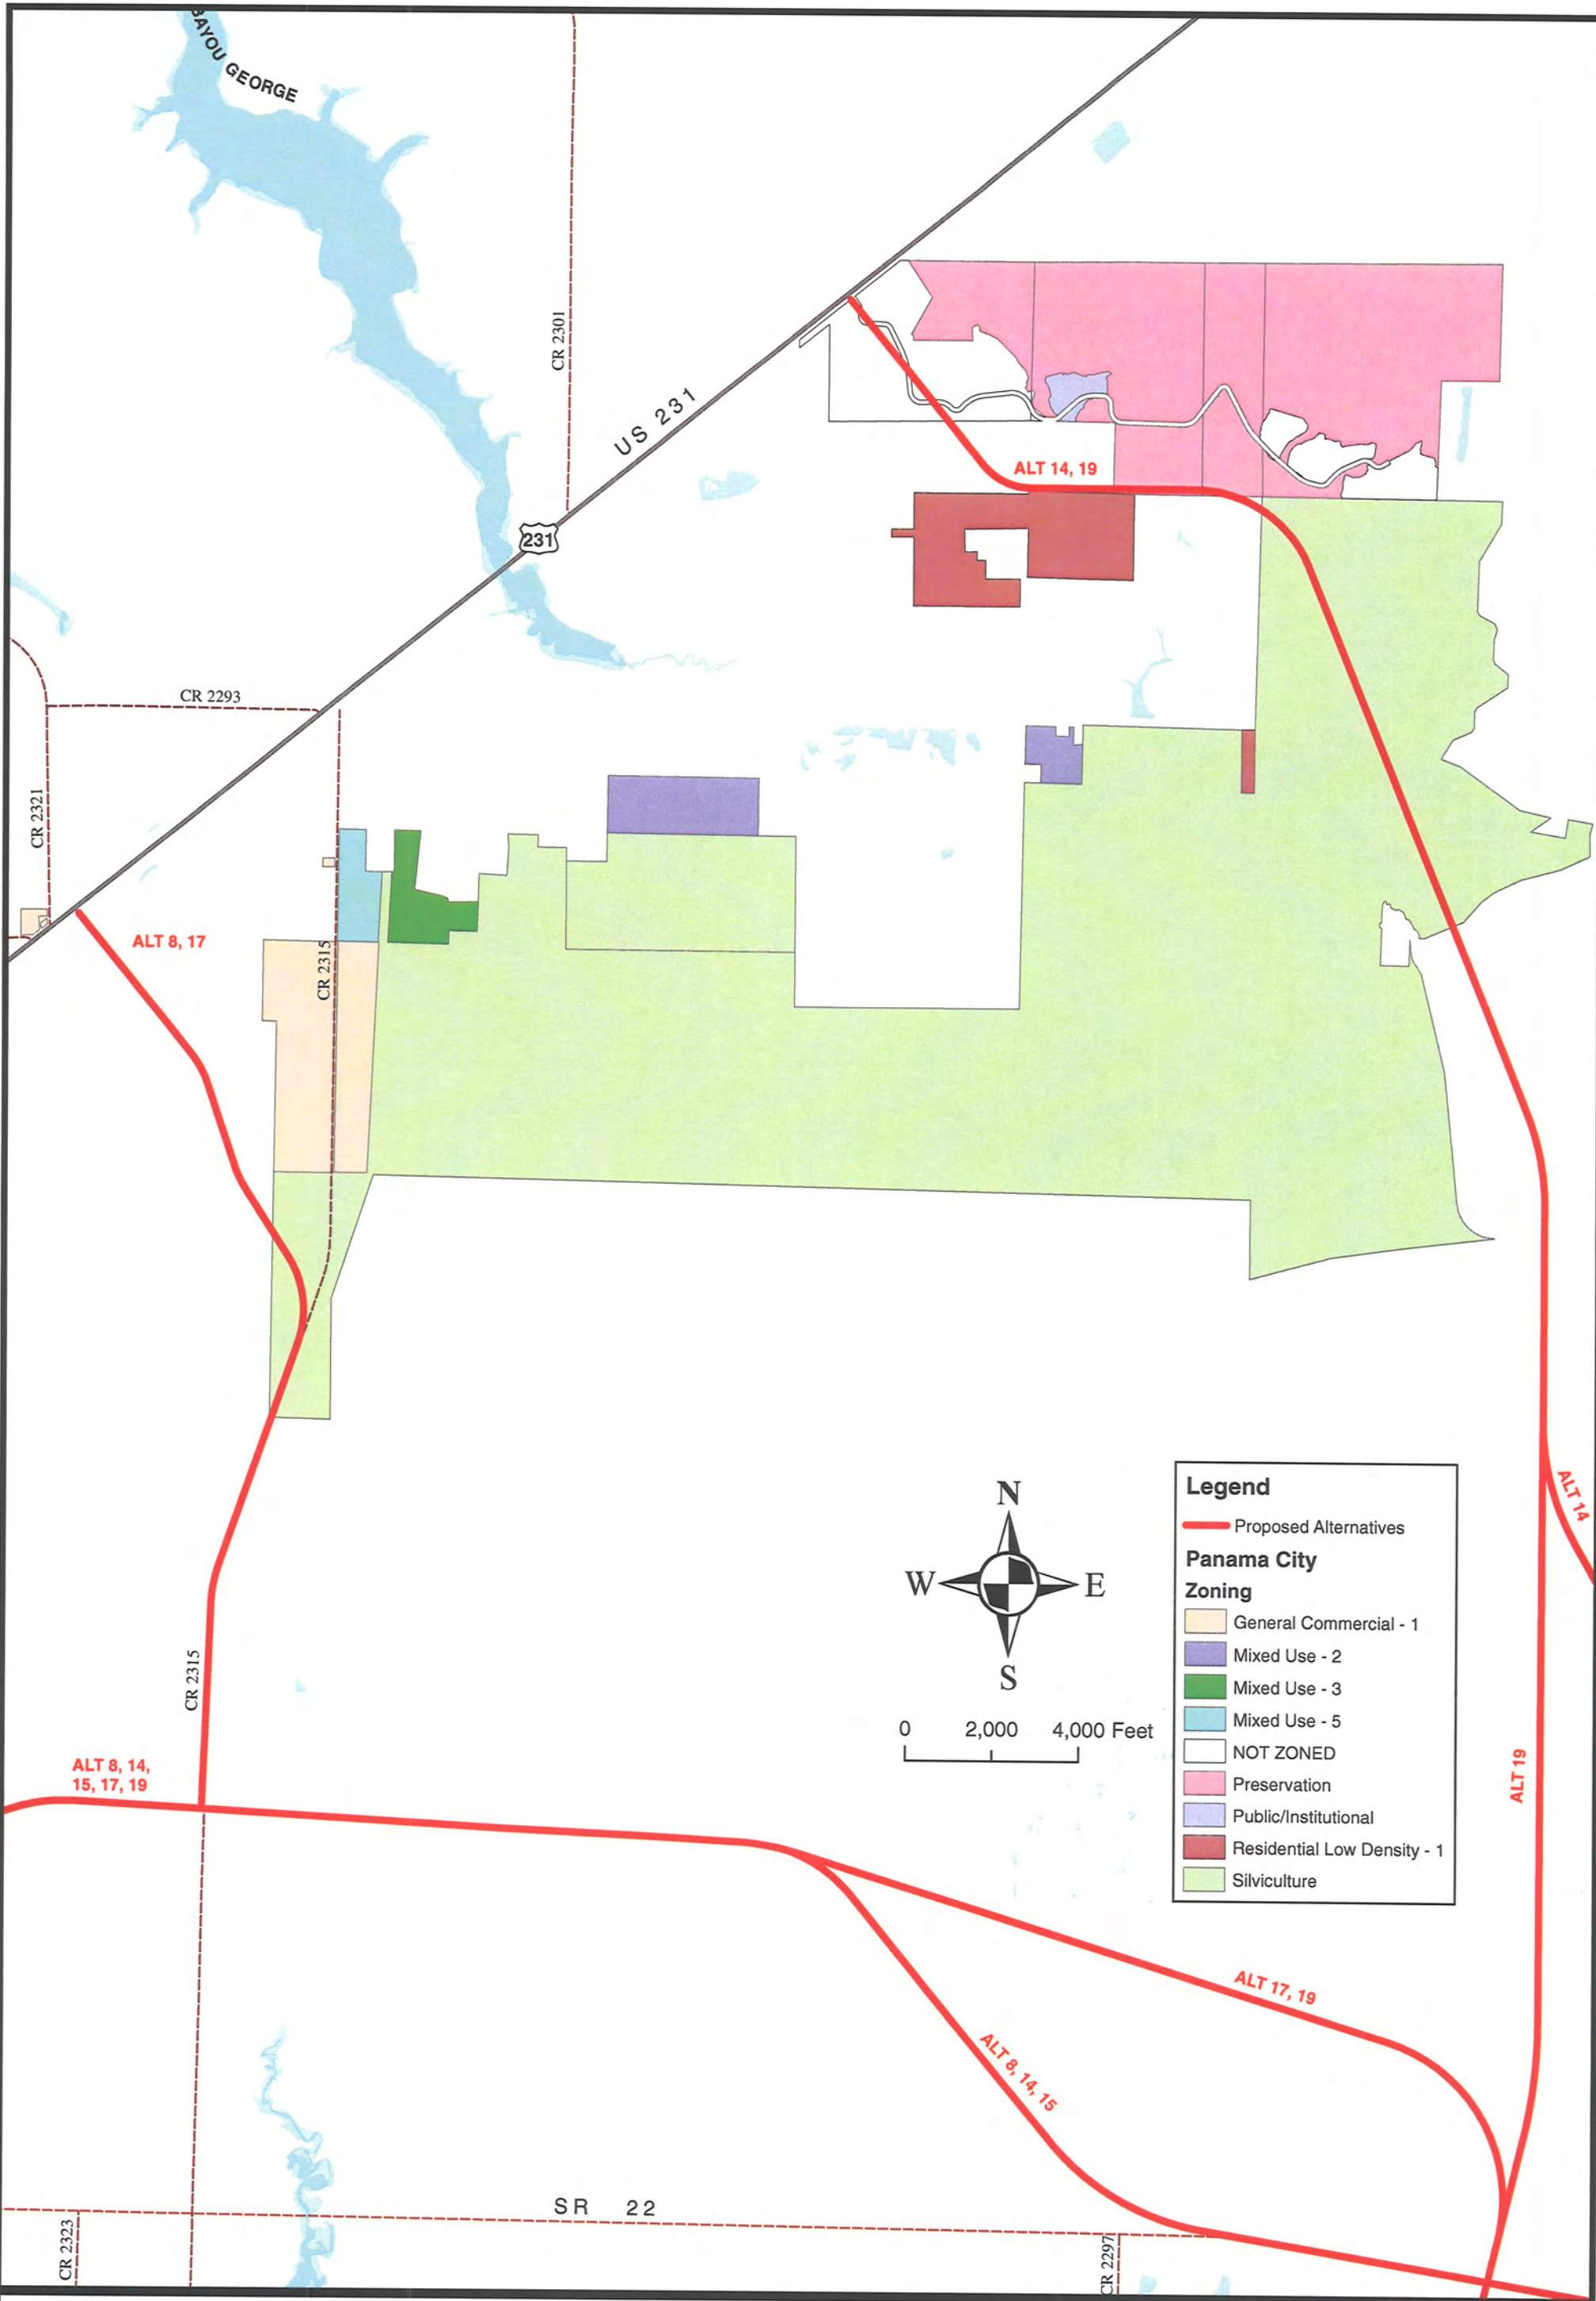 BAYOU GEORGE
CR 2301
US 231
ALT 14, 19
231
CR 2293
CR 2321
ALT 8, 17
CR 2315
N
W
E
S
0 2,000 4,000 Feet
Legend
Proposed Alternatives
Panama City
Zoning
General Commercial - 1
Mixed Use - 2
Mixed Use - 3
Mixed Use - 5
NOT ZONED
Preservation
Public/Institutional
Residential Low Density - 1
Silviculture
ALT 14
CR 2315
ALT 19
ALT 8, 14,
15, 17, 19
ALT 17, 19
ALT 8, 14, 15
SR 22
CR 2323
CR 2297